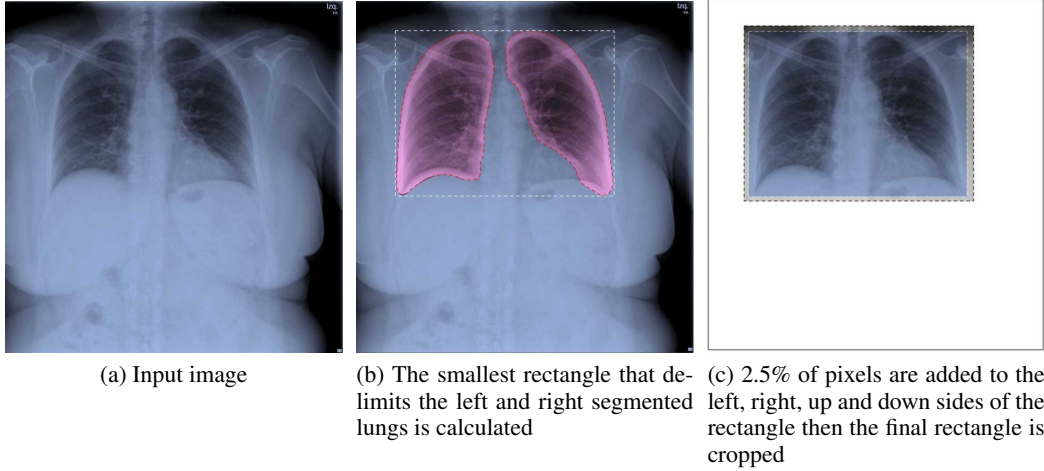 Izq.
Izq.
(a) Input image
(b) The smallest rectangle that de-
limits the left and right segmented
lungs is calculated
(c) 2.5% of pixels are added to the
left, right, up and down sides of the
rectangle then the final rectangle is
cropped